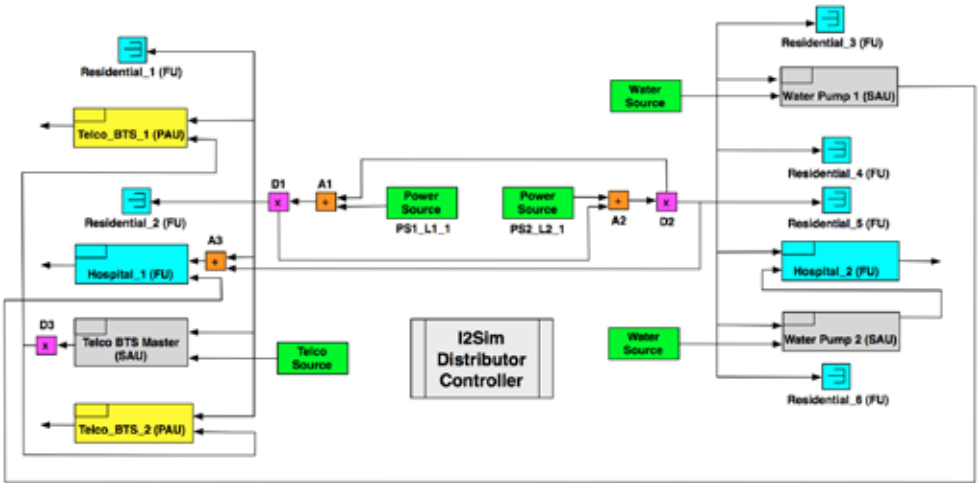 Residential_1 (FU)
Telco_BTS_1 (PAU)
Residential_2 (FU)
A3
+
Hospital_1 (FU)
D3
x
Telco BTS Master
(SAU)
Telco_BTS_2 (PAU)
Telco
Source
D1
x
A1
+
Power
Source
PS1_L1_1
Power
Source
PS2_L2_1
+
A2
x
D2
I2Sim
Distributor
Controller
Water
Source
Water
Source
Residential_3 (FU)
Water Pump 1 (SAU)
Residential_4 (FU)
Residential_5 (FU)
Hospital_2 (FU)
Water Pump 2 (SAU)
Residential_6 (FU)